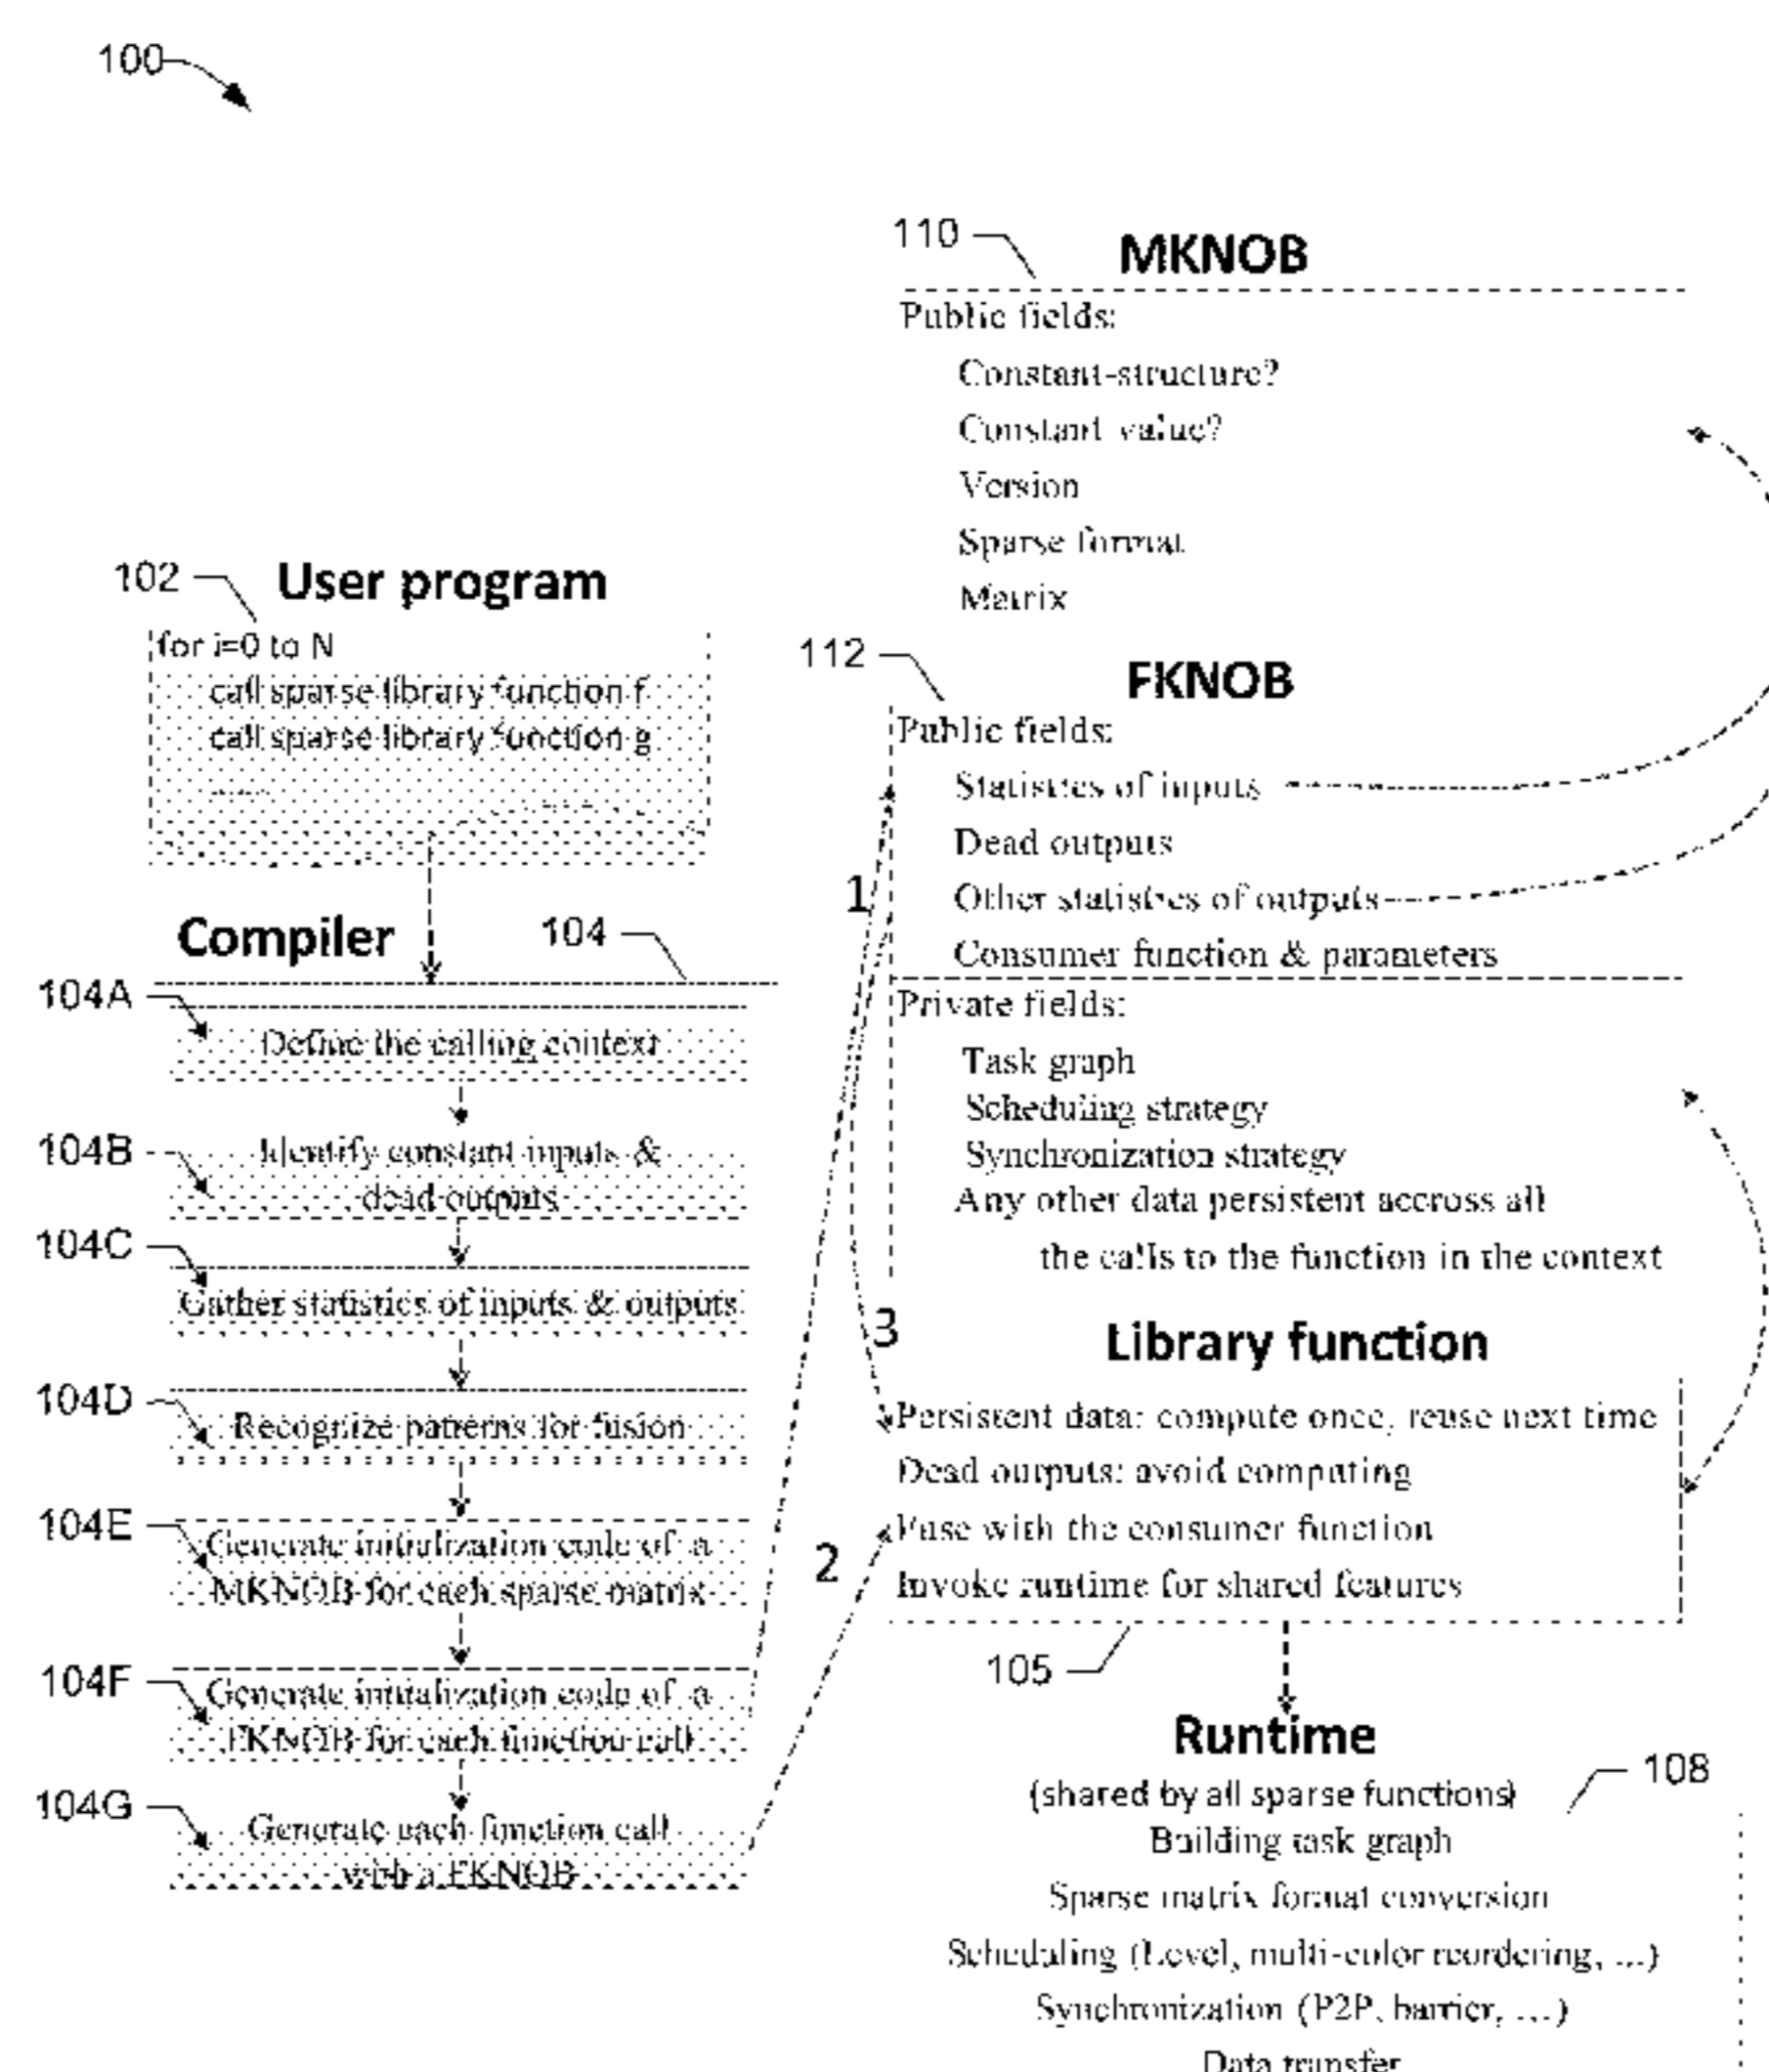 100
110
MKNOB
Public fields:
Constant-structure?
Constant value?
Version
Sparse format
Matrix
102
User program
for i=0 to N
call sparse library function f
call sparse library function g
......
Compiler
104
104A
Define the calling context
104B
Identify constant inputs &
dead outputs
104C
Gather statistics of inputs & outputs
104D
Recognize patterns for fusion
104E
Generate initialization code of a
MKNOB for each sparse matrix
104F
Generate initialization code of a
FKNOB for each function call
104G
Generate each function call
with a FKNOB
112
FKNOB
Public fields:
Statistics of inputs
Dead outputs
Other statistics of outputs
Consumer function & parameters
Private fields:
Task graph
Scheduling strategy
Synchronization strategy
Any other data persistent accross all
the calls to the function in the context
1
3
2
Library function
Persistent data: compute once, reuse next time
Dead outputs: avoid computing
Fuse with the consumer function
Invoke runtime for shared features
105
Runtime
108
(shared by all sparse functions)
Building task graph
Sparse matrix format conversion
Scheduling (Level, multi-color reordering, ...)
Synchronization (P2P, barrier, ...)
Data transfer